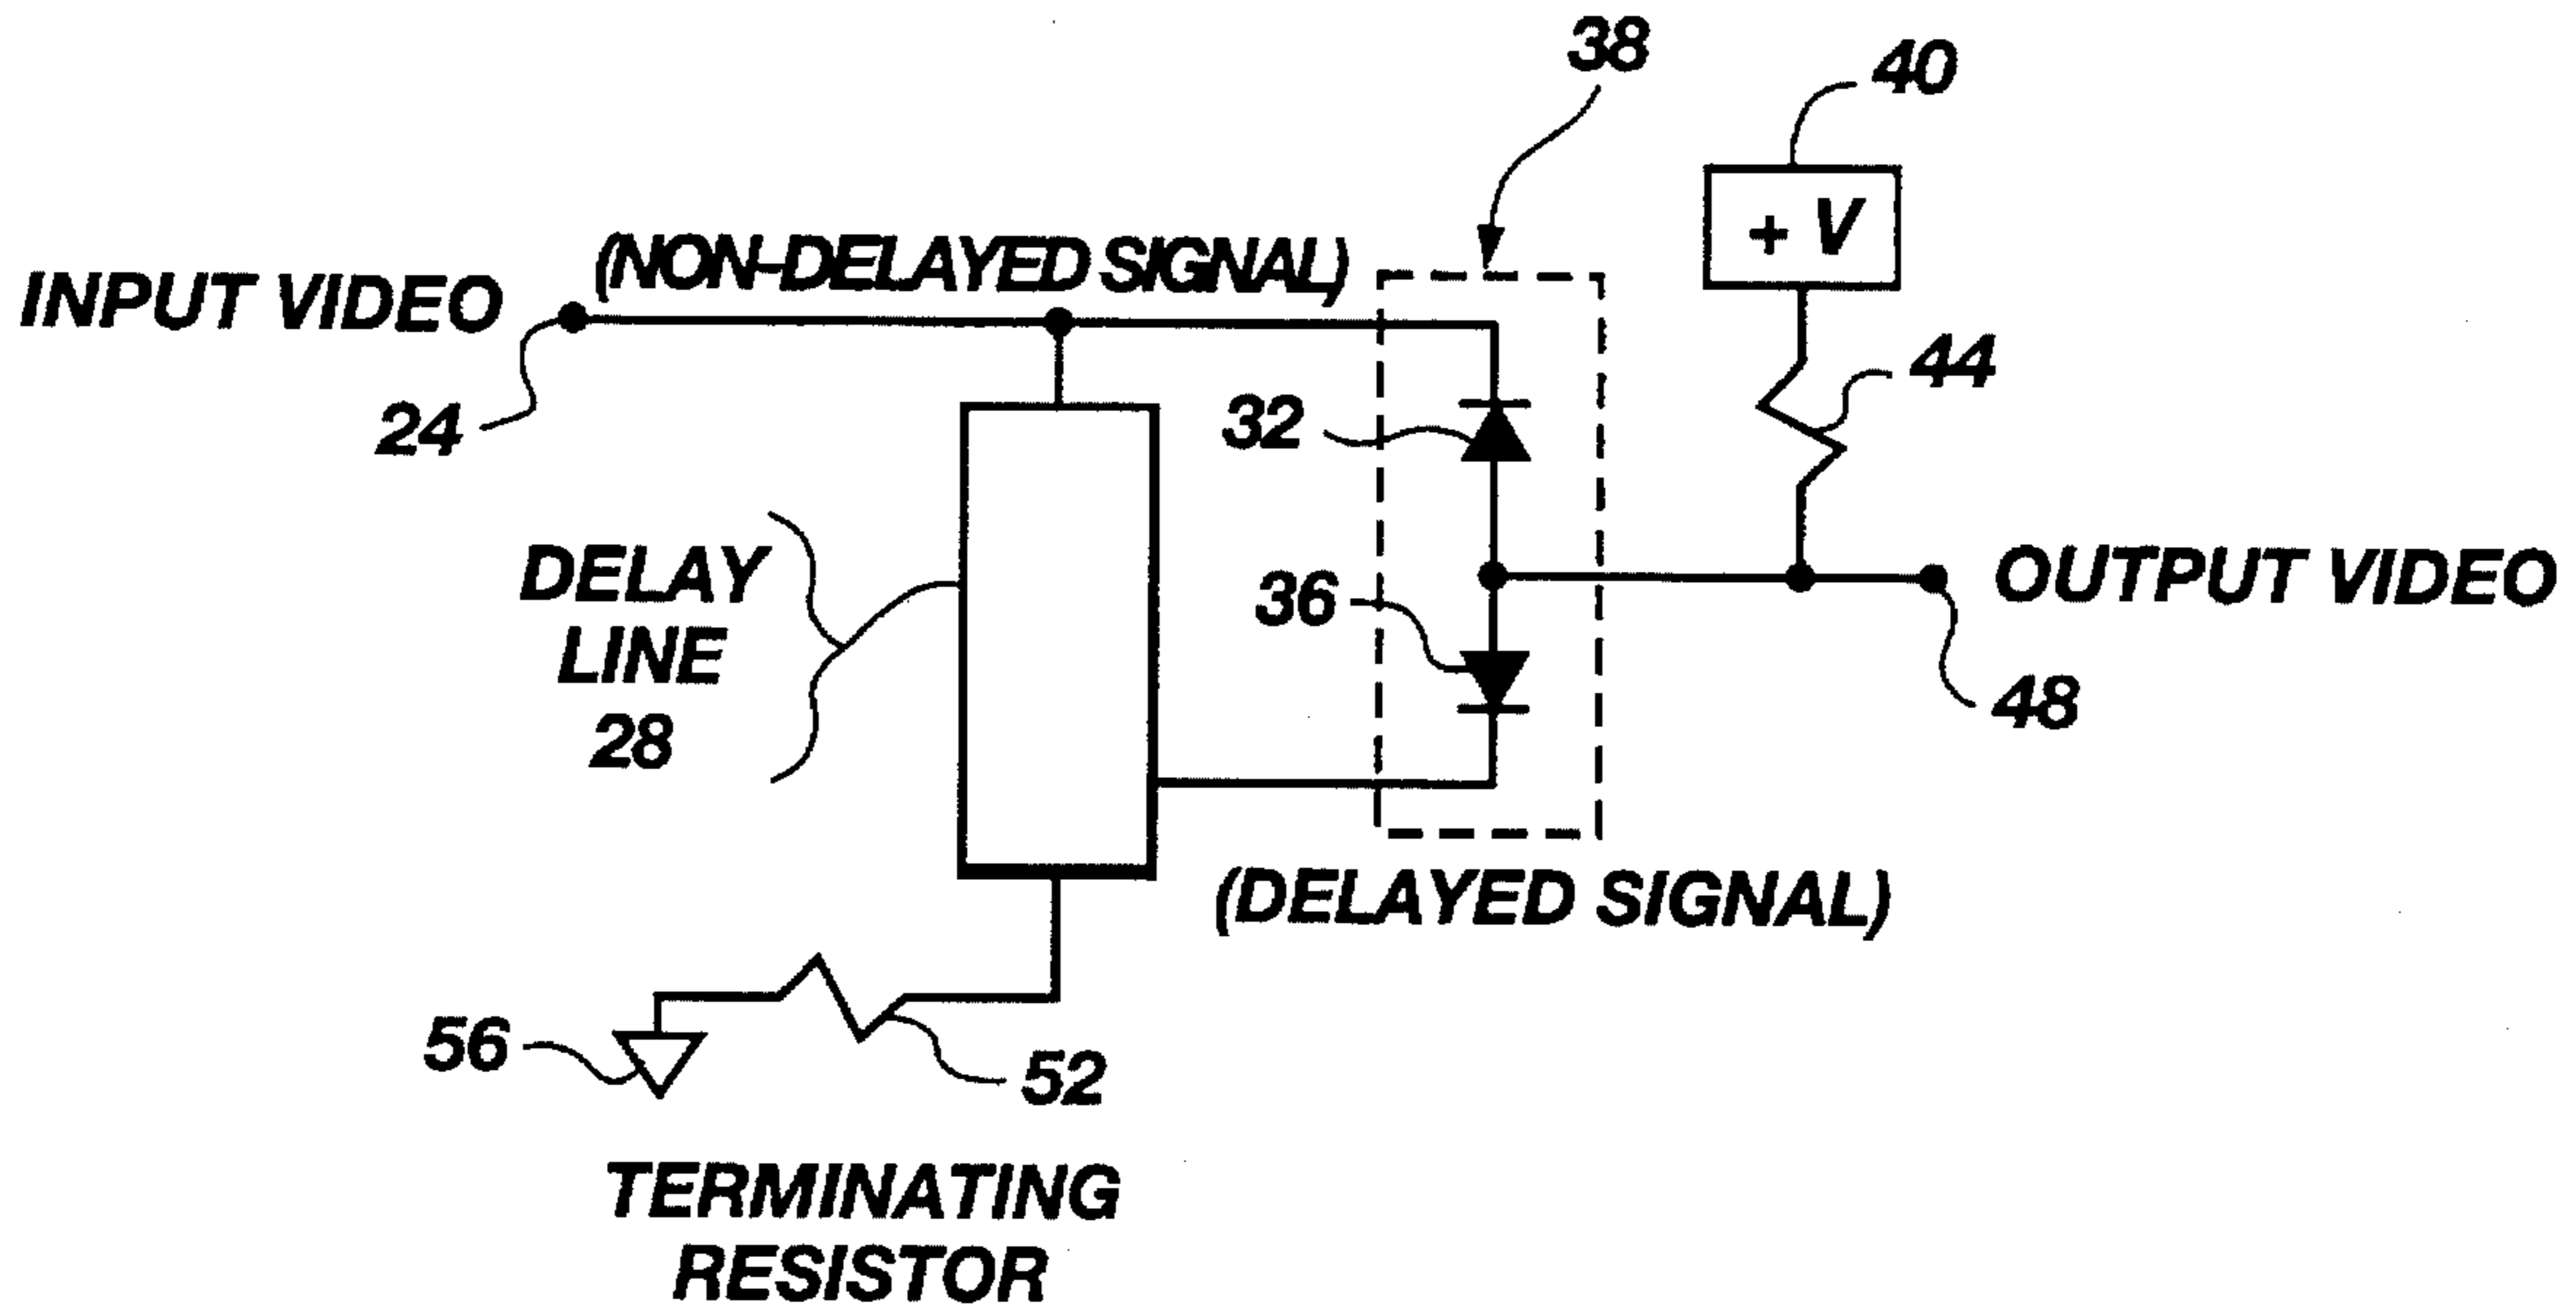 38
40
+ V
(NON-DELAYED SIGNAL)
INPUT VIDEO
24
32
44
DELAY
LINE
28
36
OUTPUT VIDEO
48
(DELAYED SIGNAL)
56
52
TERMINATING
RESISTOR